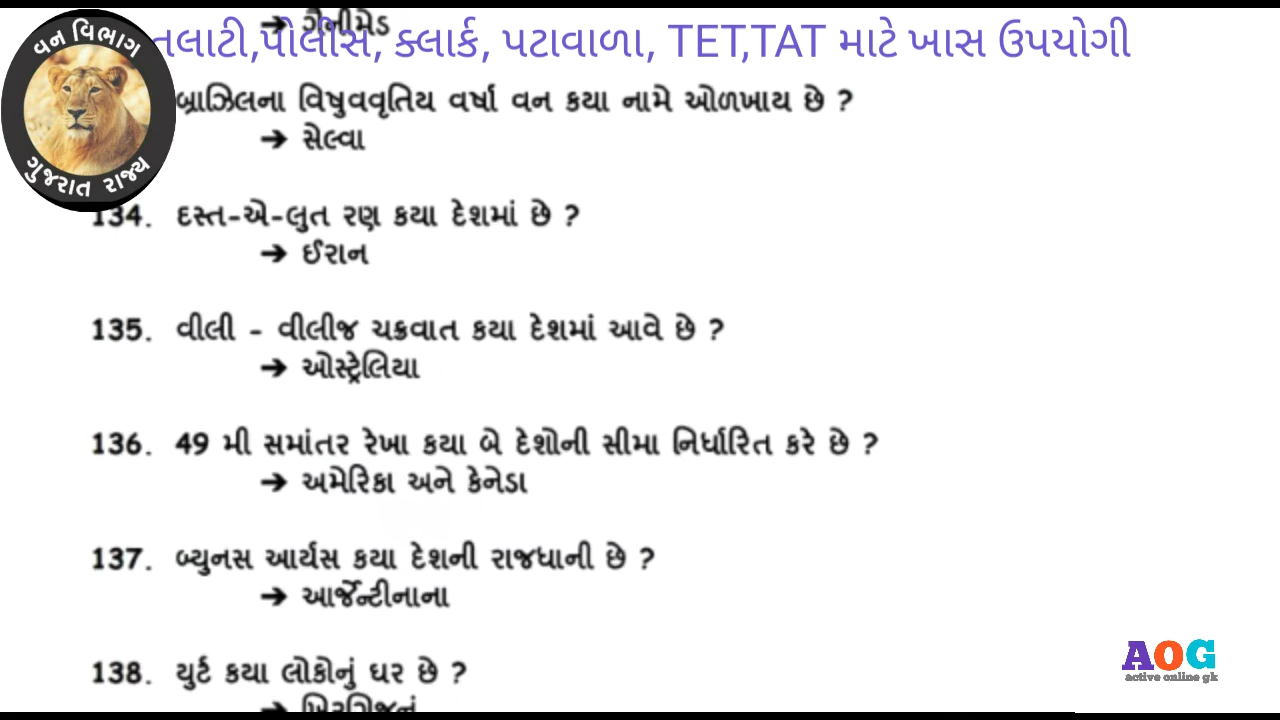 ગેનીમેડ
તલાટી,પોલીસ, ક્લાર્ક, પટાવાળા, TET,TAT માટે ખાસ ઉપયોગી
વન વિભાગ
ગુજરાત રાજ્ય
બ્રાઝિલના વિષુવવૃતિય વર્ષા વન કયા નામે ઓળખાય છે ?
➔ સેલ્વા
134. દસ્ત-એ-લુત રણ કયા દેશમાં છે ?
➔ ઈરાન
135. વીલી - વીલીજ ચક્રવાત કયા દેશમાં આવે છે ?
➔ ઓસ્ટ્રેલિયા
136. 49 મી સમાંતર રેખા કયા બે દેશોની સીમા નિર્ધારિત કરે છે ?
➔ અમેરિકા અને કેનેડા
137. બ્યુનસ આર્યસ કયા દેશની રાજધાની છે ?
➔ આર્જેન્ટીનાના
138. યુર્ટ કયા લોકોનું ઘર છે ?
➔ ખિરગિજનું
AOG
active online gk